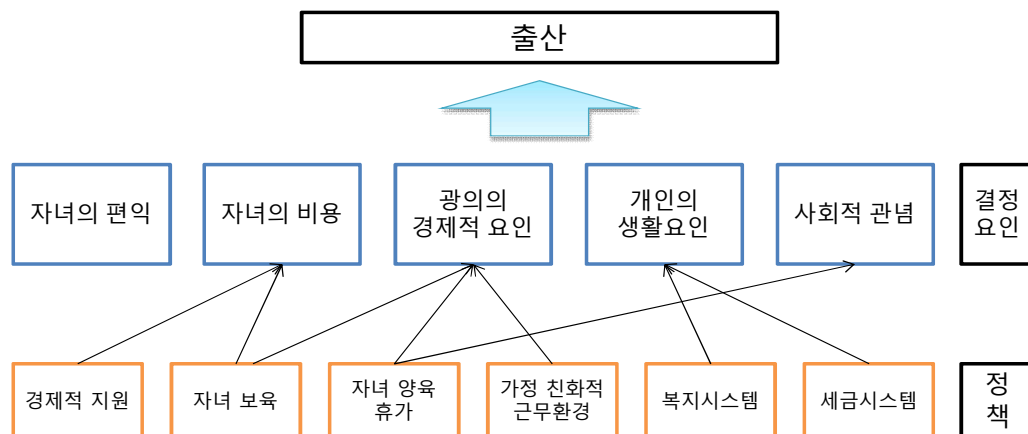 출산
자녀의 편익
자녀의 비용
광의의
경제적 요인
개인의
생활요인
사회적 관념
결정
요인
경제적 지원
자녀 보육
자녀 양육
휴가
가정 친화적
근무환경
복지시스템
세금시스템
정
책